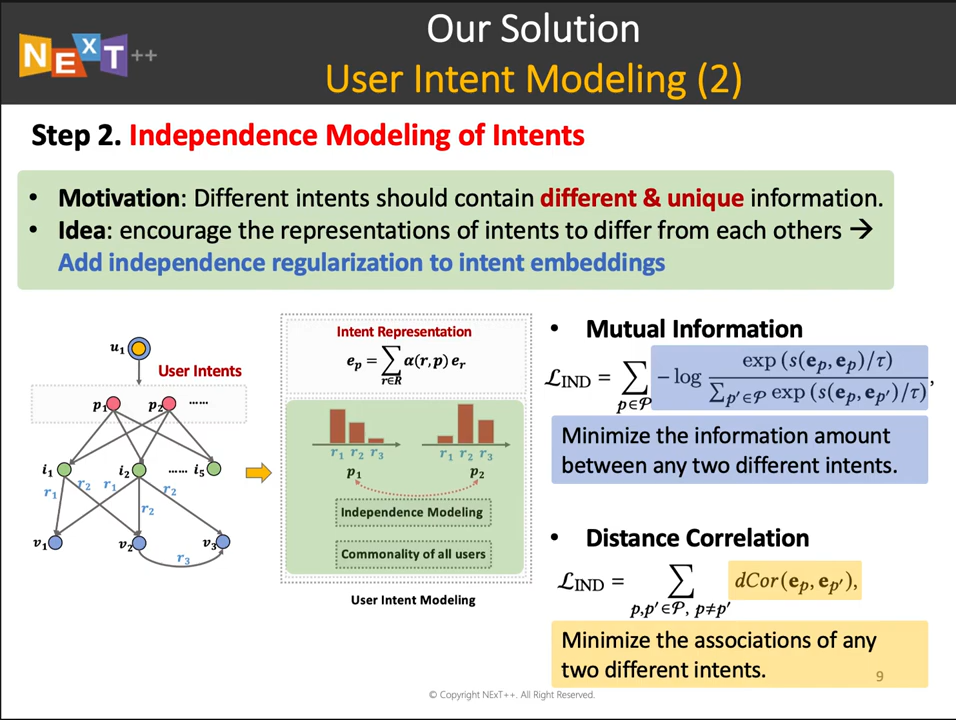 NExT++
Our Solution
User Intent Modeling (2)
Step 2. Independence Modeling of Intents
• Motivation: Different intents should contain different & unique information.
• Idea: encourage the representations of intents to differ from each others →
Add independence regularization to intent embeddings
u₁
User Intents
p₁ p₂ ······
i₁ i₂ ······ i₅
r₁ r₂ r₁ r₂
r₂
v₁ v₂ v₃
r₃
Intent Representation
eₚ = ∑_{r∈R} α(r, p) eᵣ
r₁ r₂ r₃ r₁ r₂ r₃
p₁ p₂
Independence Modeling
Commonality of all users
User Intent Modeling
• Mutual Information
ℒ_IND = ∑_{p∈𝒫} − log exp (s(eₚ, eₚ)/τ) / ∑_{p′∈𝒫} exp (s(eₚ, e_{p′})/τ),
Minimize the information amount
between any two different intents.
• Distance Correlation
ℒ_IND = ∑_{p,p′∈𝒫, p≠p′} dCor(eₚ, e_{p′}),
Minimize the associations of any
two different intents.
9
© Copyright NExT++. All Right Reserved.